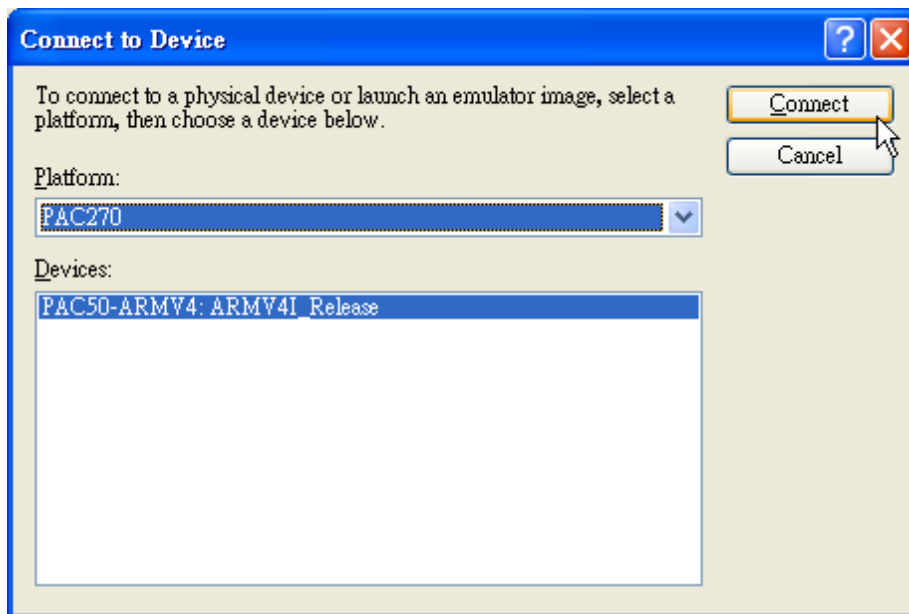 Connect to Device
To connect to a physical device or launch an emulator image, select a
platform, then choose a device below.
Connect
Cancel
Platform:
PAC270
Devices:
PAC50-ARMV4: ARMV4I_Release